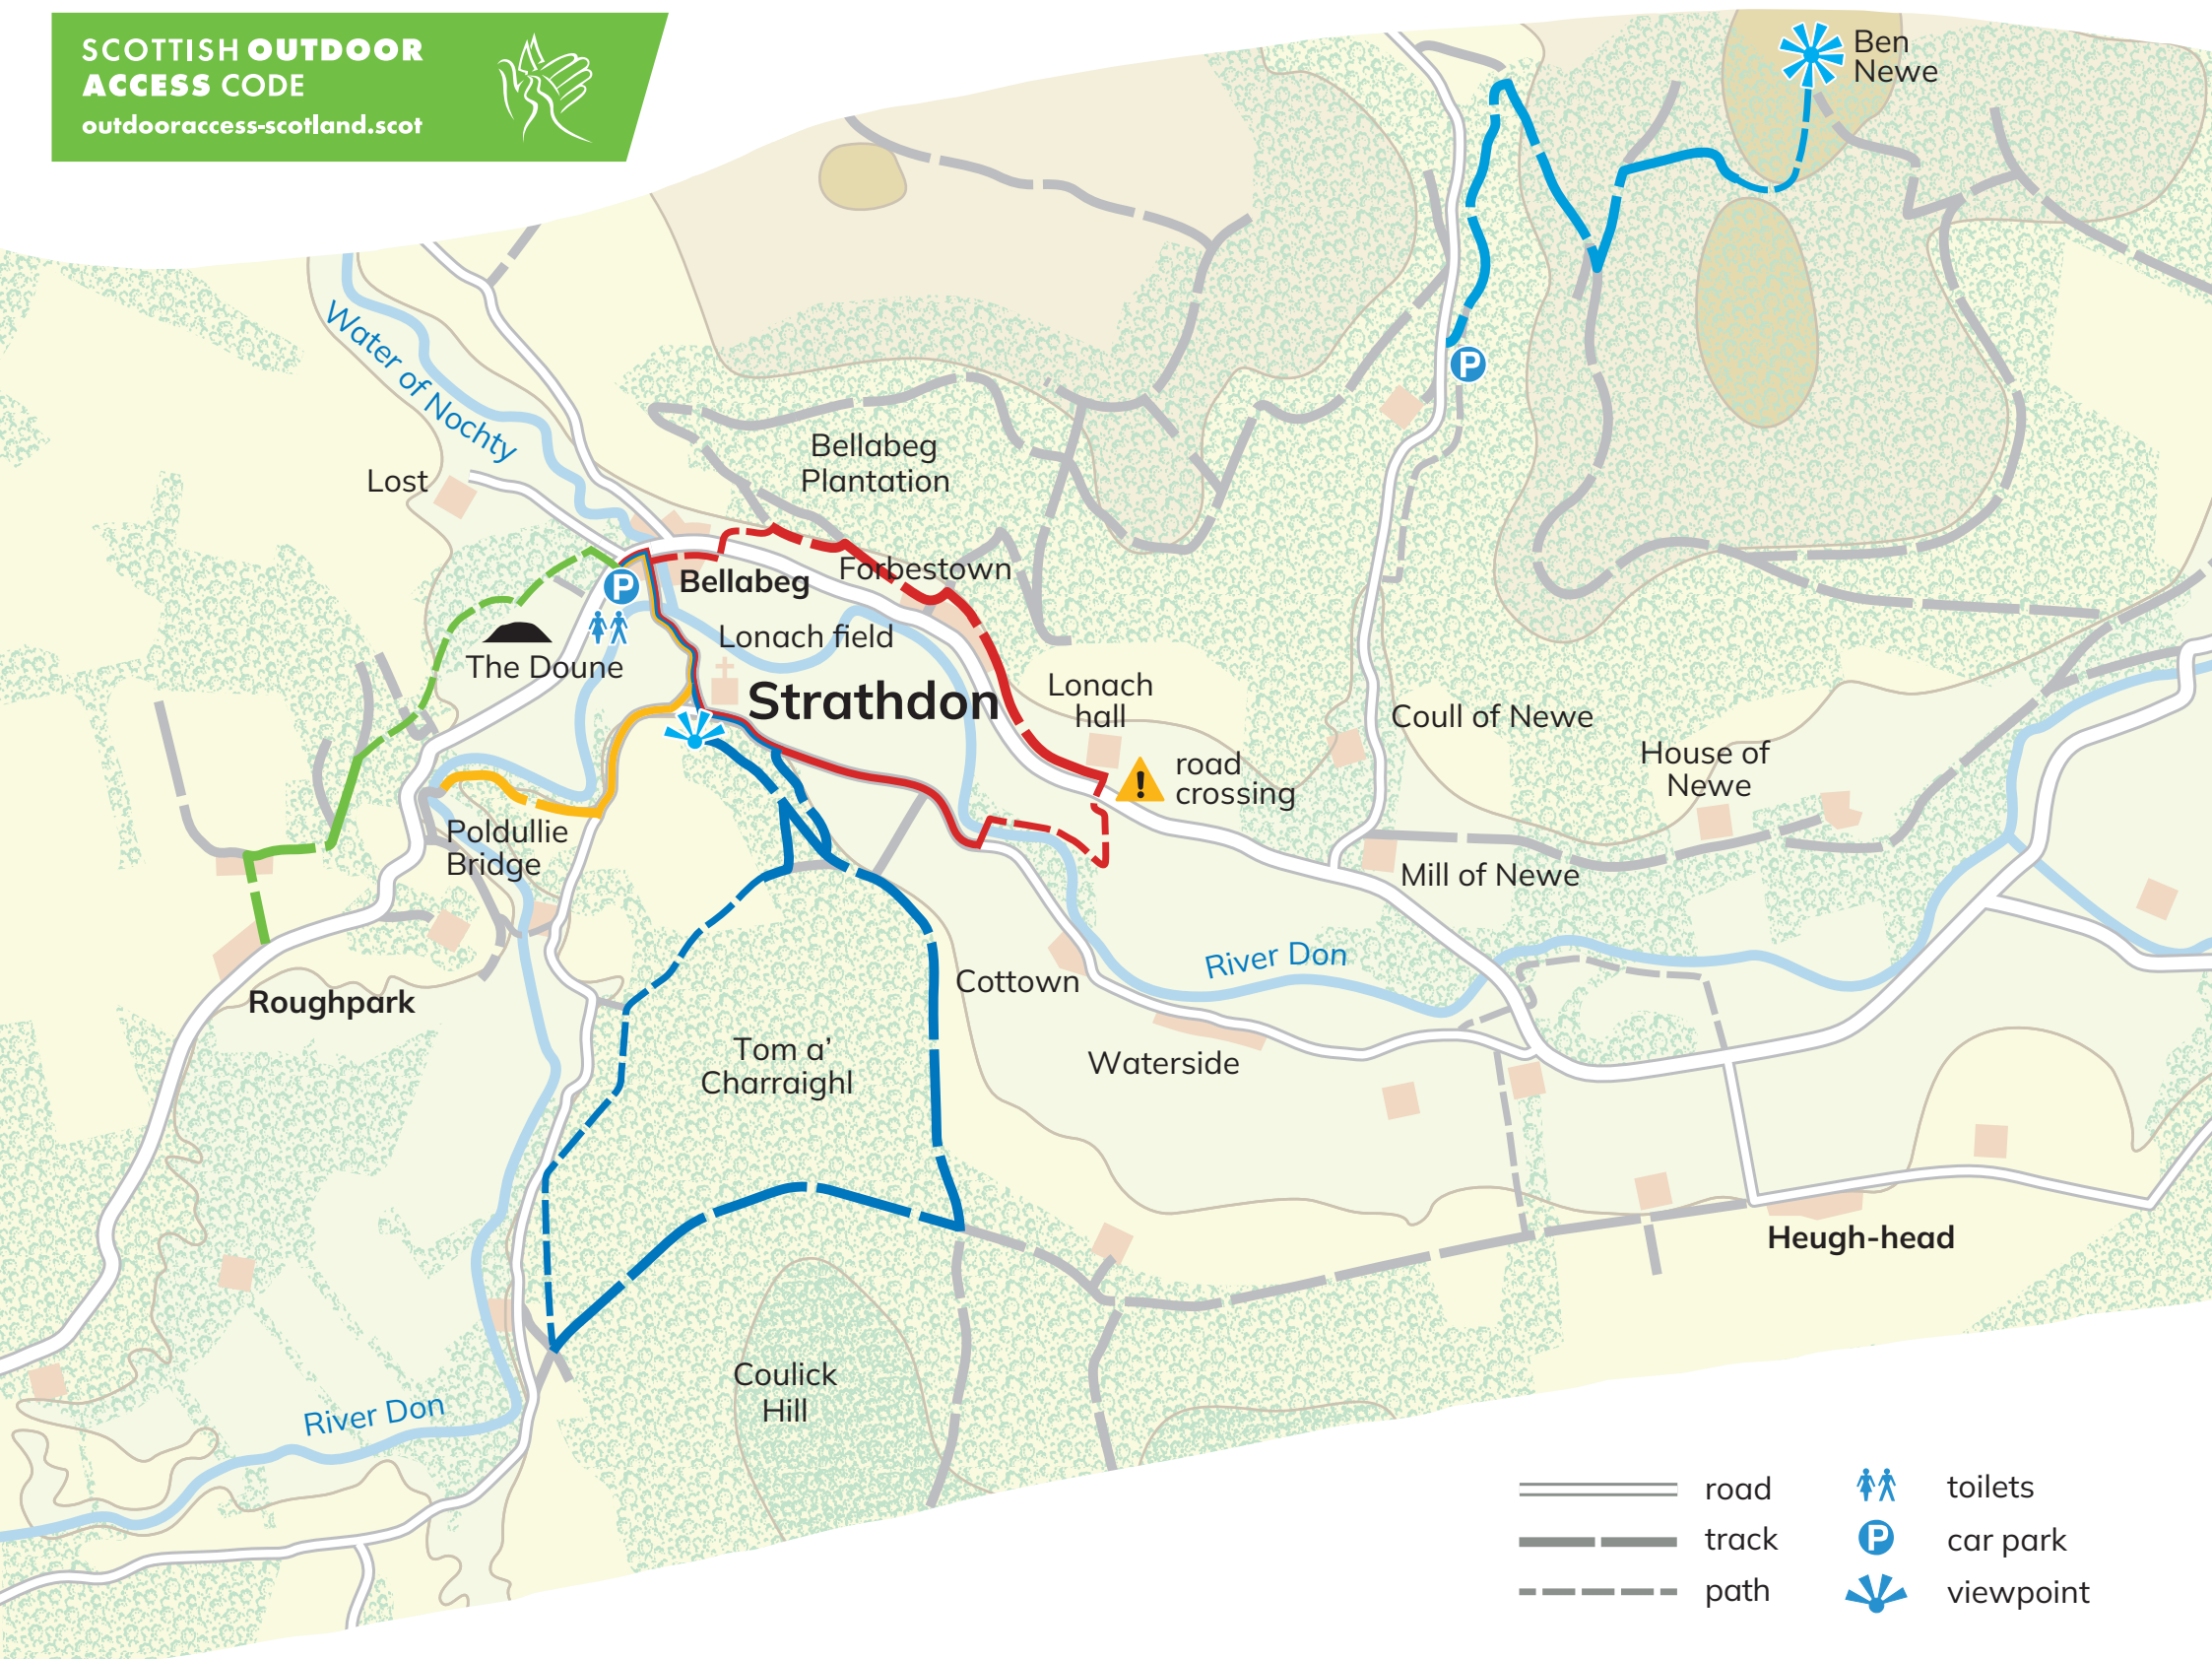 SCOTTISH OUTDOOR
ACCESS CODE
outdooraccess-scotland.scot
Ben
Newe
Water of Nochty
Lost
Bellabeg
Plantation
Forbestown
P
P
Bellabeg
Lonach field
The Doune
Strathdon
Lonach
hall
Coull of Newe
road
crossing
!
House of
Newe
Poldullie
Bridge
Mill of Newe
River Don
Cottown
Roughpark
Tom a'
Charraighl
Waterside
Heugh-head
Coulick
Hill
River Don
road
toilets
track
P
car park
path
viewpoint